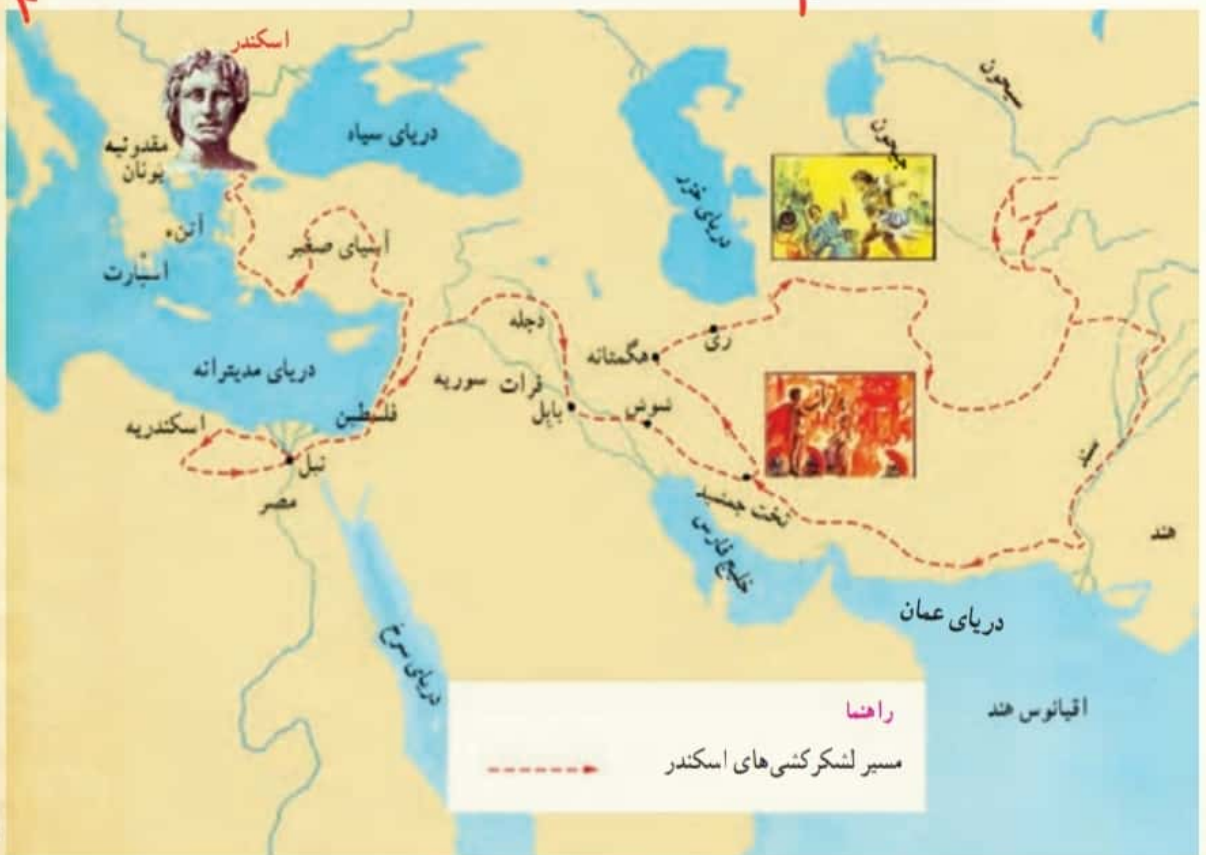 اسکندر
دریای سیاه
مقدونیه
یونان
آتن
اسپارت
آسیای صغیر
دریای مدیترانه
اسکندریه
نیل
مصر
فلسطین
دریای سرخ
دجله
فرات
سوریه
بابل
شوش
هگمتانه
ری
دریای خزر
جیحون
سیحون
تخت جمشید
خلیج فارس
سند
هند
دریای عمان
اقیانوس هند
راهنما
مسیر لشکرکشی‌های اسکندر